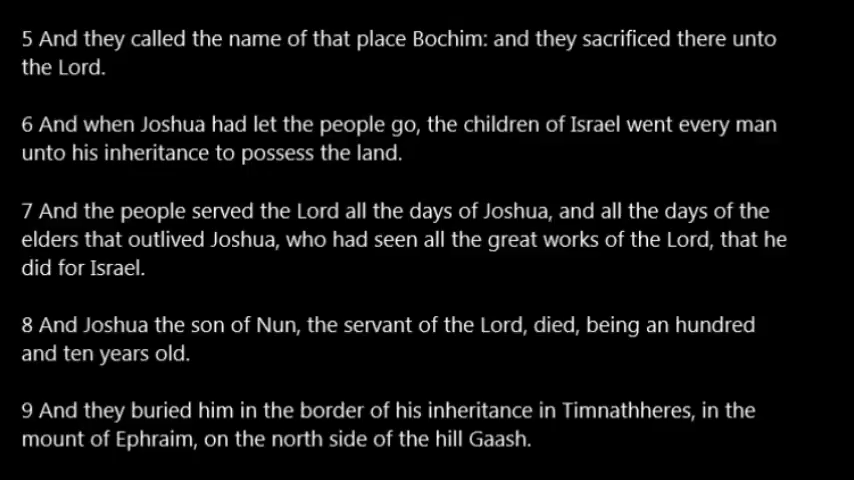 5 And they called the name of that place Bochim: and they sacrificed there unto
the Lord.
6 And when Joshua had let the people go, the children of Israel went every man
unto his inheritance to possess the land.
7 And the people served the Lord all the days of Joshua, and all the days of the
elders that outlived Joshua, who had seen all the great works of the Lord, that he
did for Israel.
8 And Joshua the son of Nun, the servant of the Lord, died, being an hundred
and ten years old.
9 And they buried him in the border of his inheritance in Timnathheres, in the
mount of Ephraim, on the north side of the hill Gaash.